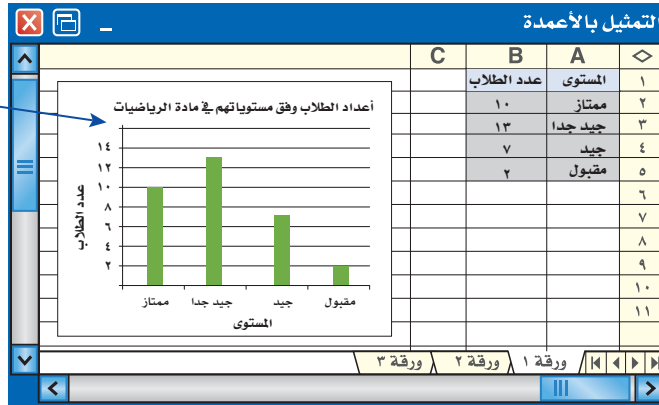 التمثيل بالأعمدة
A B C
١ المستوى عدد الطلاب
٢ ممتاز ١٠
٣ جيد جدا ١٣
٤ جيد ٧
٥ مقبول ٢
٦
٧
٨
٩
١٠
١١
أعداد الطلاب وفق مستوياتهم في مادة الرياضيات
عدد الطلاب
١٤
١٢
١٠
٨
٦
٤
٢
ممتاز جيد جدا جيد مقبول
المستوى
ورقة ١ ورقة ٢ ورقة ٣